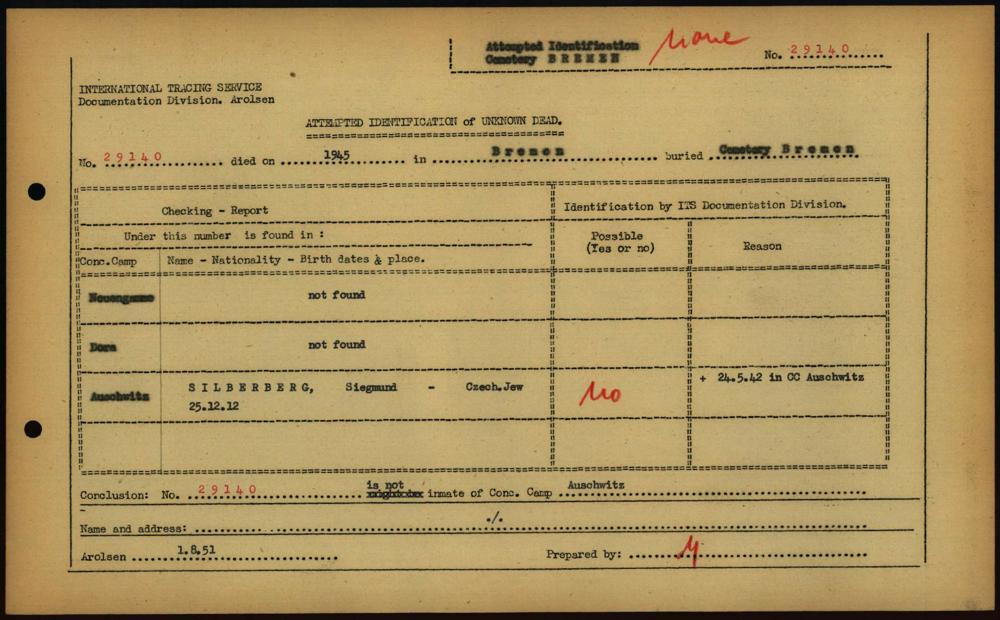 Attempted Identification
Cemetery B R E M E N
None
No. 29140
INTERNATIONAL TRACING SERVICE
Documentation Division. Arolsen
ATTEMPTED IDENTIFICATION of UNKNOWN DEAD.
No. 29140 died on 1945 in B r e m e n buried Cemetery B r e m e n
Checking - Report
Identification by ITS Documentation Division.
Under this number is found in :
Possible
(Yes or no)
Reason
Conc.Camp Name - Nationality - Birth dates & place.
Neuengamme not found
Dora not found
Auschwitz S I L B E R B E R G, Siegmund - Czech.Jew
25.12.12
No
+ 24.5.42 in CC Auschwitz
is not
Conclusion: No. 29140 inmate of Conc. Camp Auschwitz
Name and address: ./.
Arolsen 1.8.51 Prepared by: